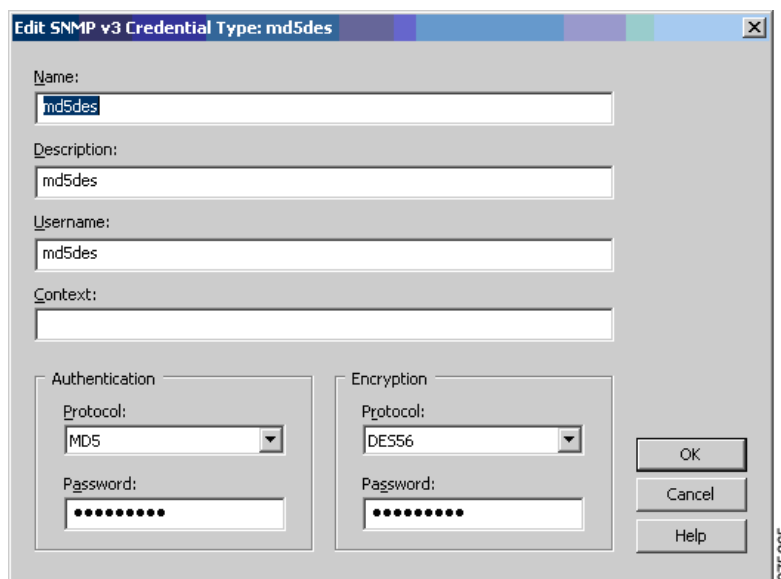 Edit SNMP v3 Credential Type: md5des
Name:
md5des
Description:
md5des
Username:
md5des
Context:
Authentication
Protocol:
MD5
Password:
●●●●●●●●●
Encryption
Protocol:
DES56
Password:
●●●●●●●●●
OK
Cancel
Help